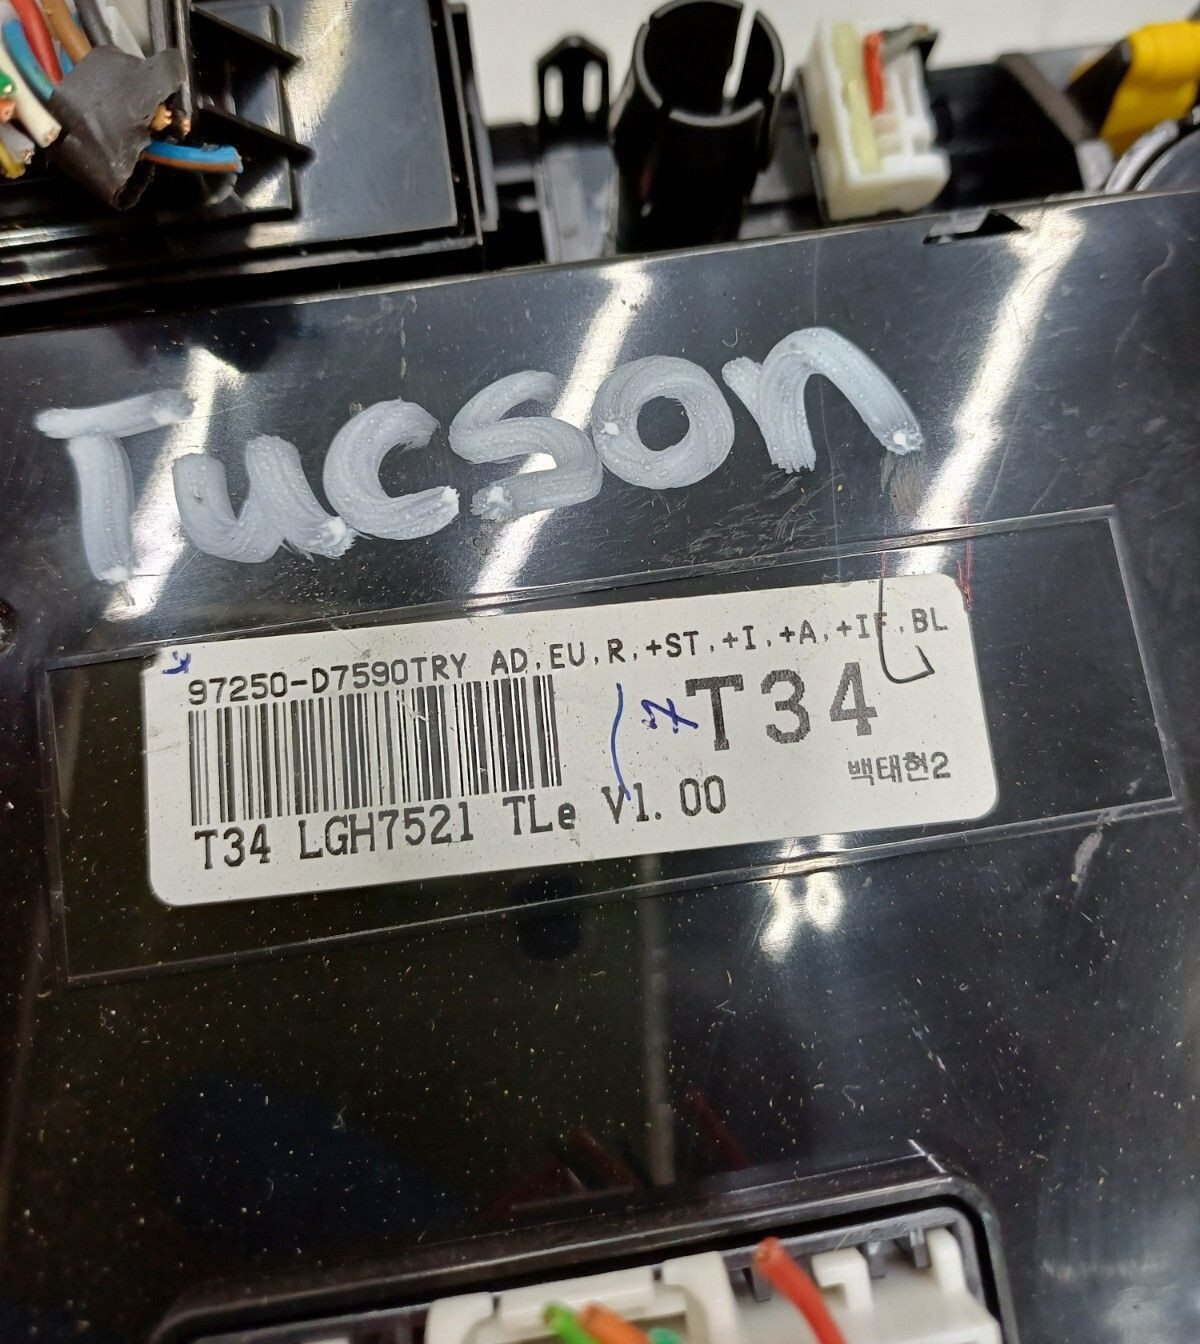 Tucson
97250-D7590TRY AD,EU,R,+ST,+I,+A,+IF,BL
T34
백태현2
T34 LGH7521 TLe V1.00